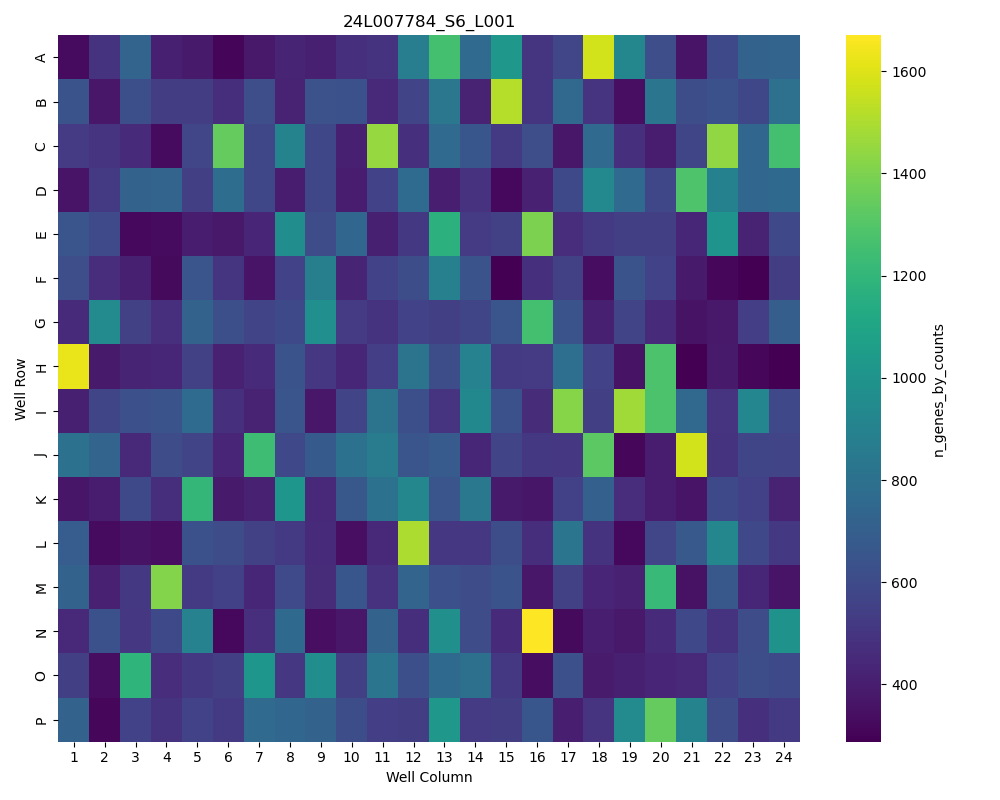 24L007784_S6_L001
A
B
C
D
E
F
G
H
I
J
K
L
M
N
O
P
Well Row
1 2 3 4 5 6 7 8 9 10 11 12 13 14 15 16 17 18 19 20 21 22 23 24
Well Column
1600
1400
1200
1000
800
600
400
n_genes_by_counts